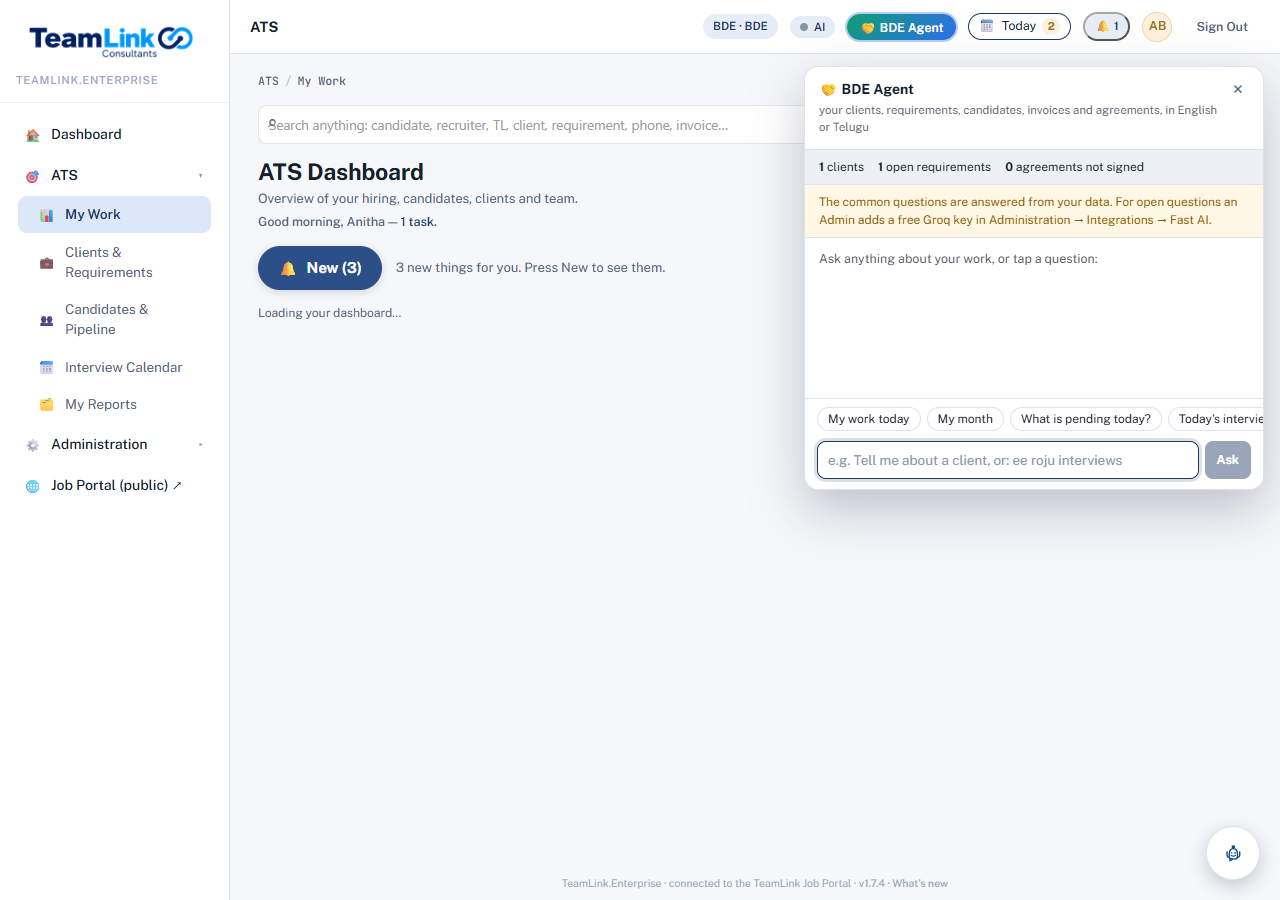 TeamLink
Consultants
TEAMLINK.ENTERPRISE
Dashboard
ATS
My Work
Clients &
Requirements
Candidates &
Pipeline
Interview Calendar
My Reports
Administration
Job Portal (public) ↗
ATS
BDE · BDE
AI
BDE Agent
Today 2
1
AB
Sign Out
ATS / My Work
Search anything: candidate, recruiter, TL, client, requirement, phone, invoice...
ATS Dashboard
Overview of your hiring, candidates, clients and team.
Good morning, Anitha — 1 task.
New (3)
3 new things for you. Press New to see them.
Loading your dashboard...
BDE Agent
×
your clients, requirements, candidates, invoices and agreements, in English
or Telugu
1 clients 1 open requirements 0 agreements not signed
The common questions are answered from your data. For open questions an
Admin adds a free Groq key in Administration → Integrations → Fast AI.
Ask anything about your work, or tap a question:
My work today
My month
What is pending today?
Today's intervie
e.g. Tell me about a client, or: ee roju interviews
Ask
TeamLink.Enterprise · connected to the TeamLink Job Portal · v1.7.4 · What's new